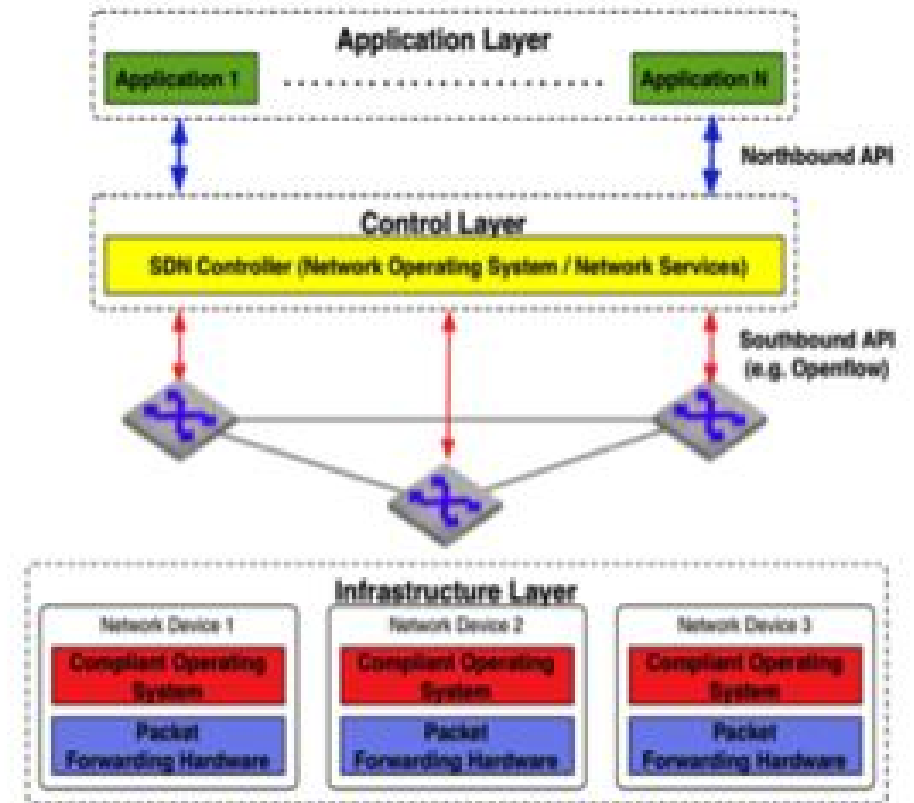 Application Layer
Application 1
Application N
Northbound API
Control Layer
SDN Controller (Network Operating System / Network Services)
Southbound API
(e.g. Openflow)
Infrastructure Layer
Network Device 1
Compliant Operating
System
Packet
Forwarding Hardware
Network Device 2
Compliant Operating
System
Packet
Forwarding Hardware
Network Device 3
Compliant Operating
System
Packet
Forwarding Hardware